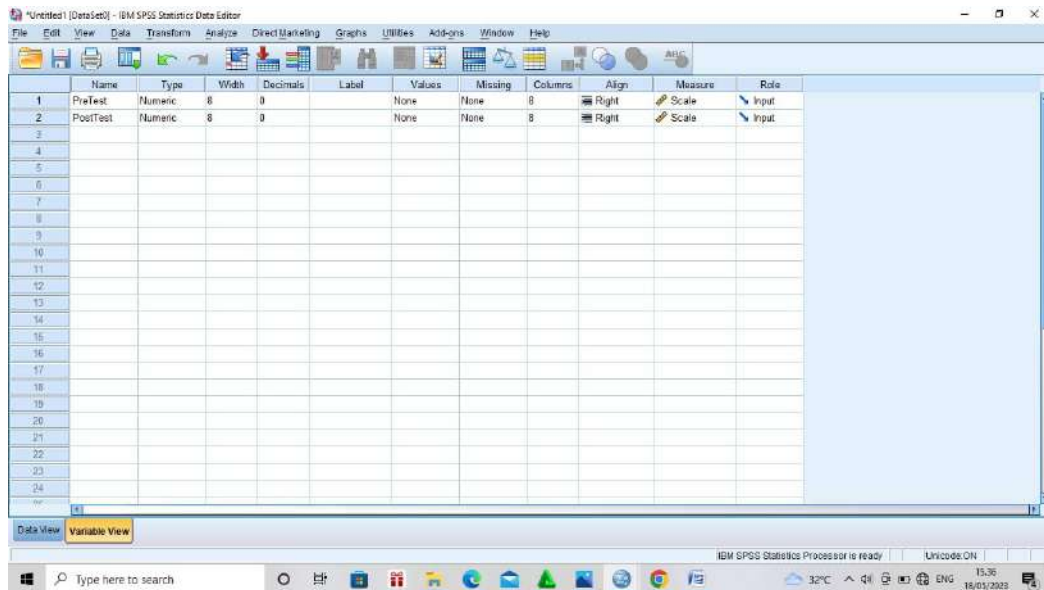 *Untitled1 [DataSet0] - IBM SPSS Statistics Data Editor
File Edit View Data Transform Analyze Direct Marketing Graphs Utilities Add-ons Window Help
Name Type Width Decimals Label Values Missing Columns Align Measure Role
1 PreTest Numeric 8 0 None None 8 Right Scale Input
2 PostTest Numeric 8 0 None None 8 Right Scale Input
3
4
5
6
7
8
9
10
11
12
13
14
15
16
17
18
19
20
21
22
23
24
Data View Variable View
IBM SPSS Statistics Processor is ready Unicode:ON
Type here to search 32°C ENG 15.36
18/05/2023